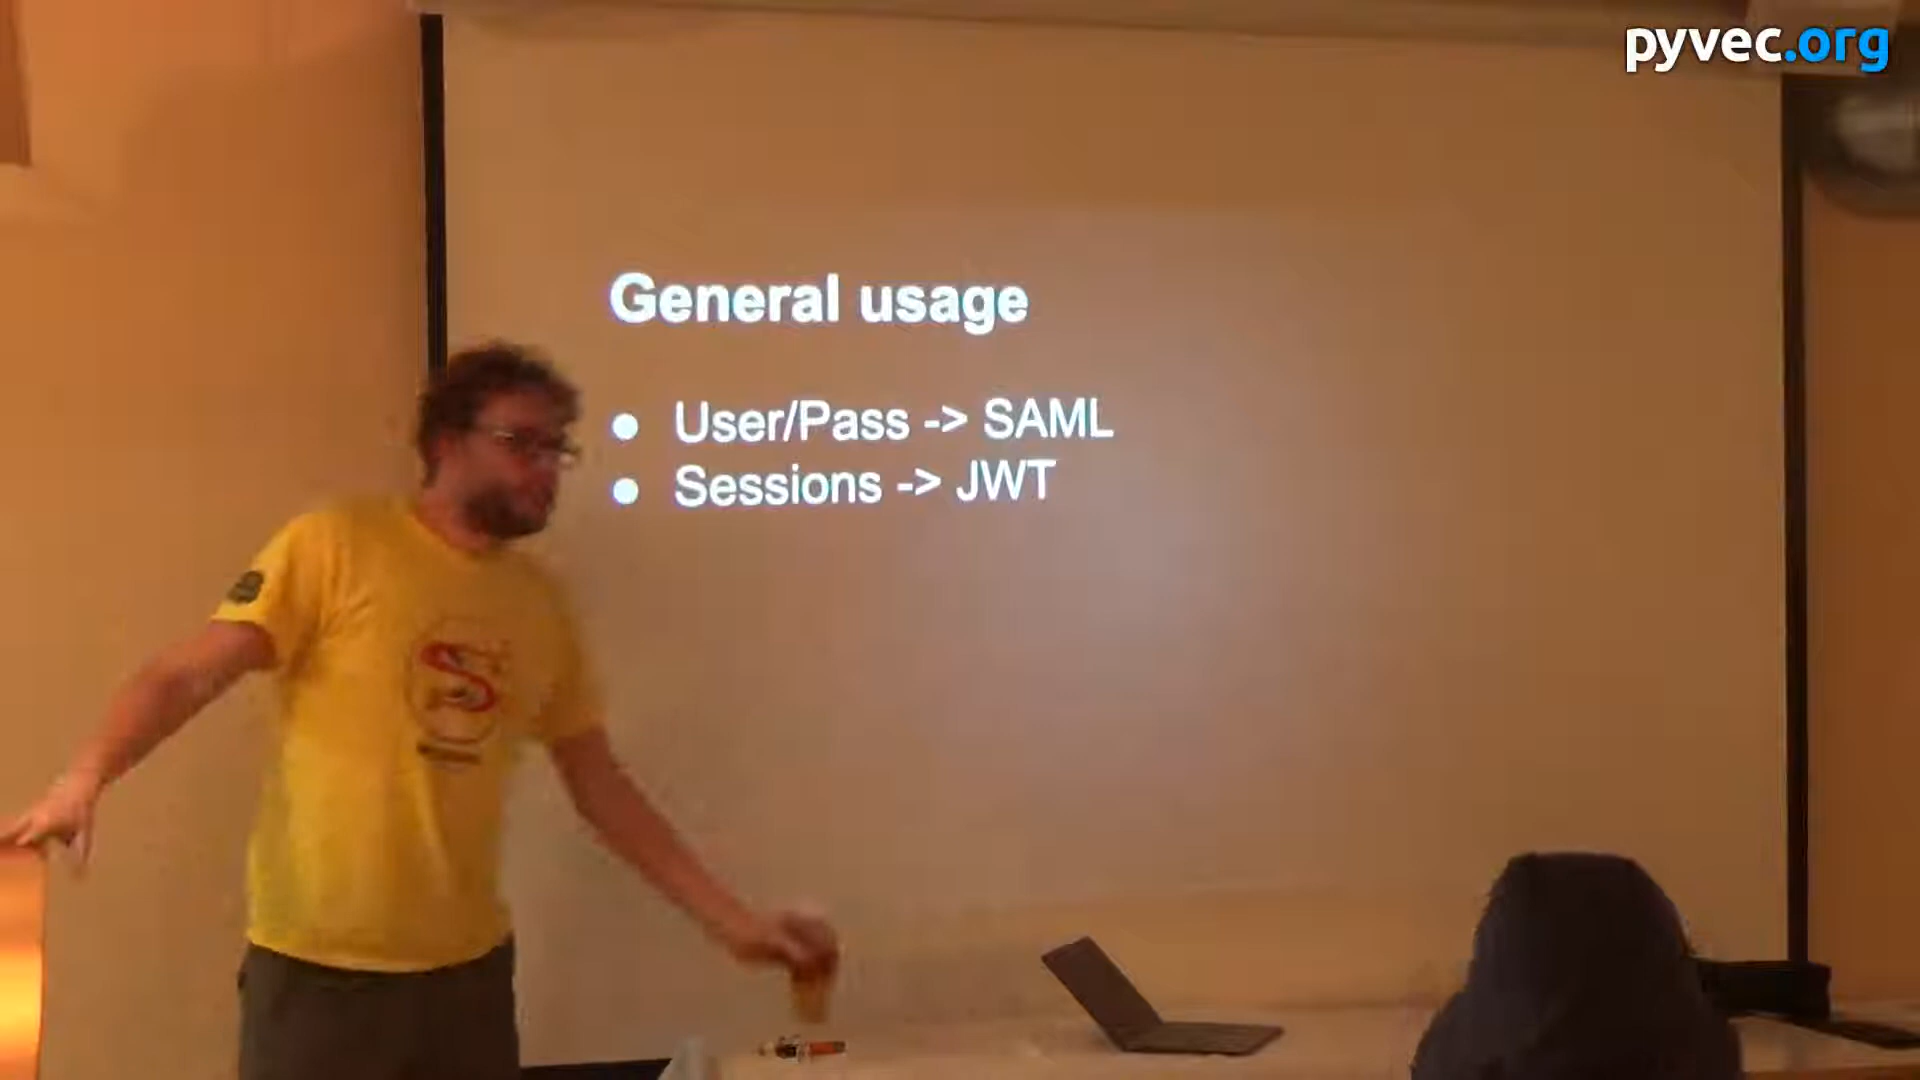 pyvec.org
General usage
● User/Pass -> SAML
● Sessions -> JWT